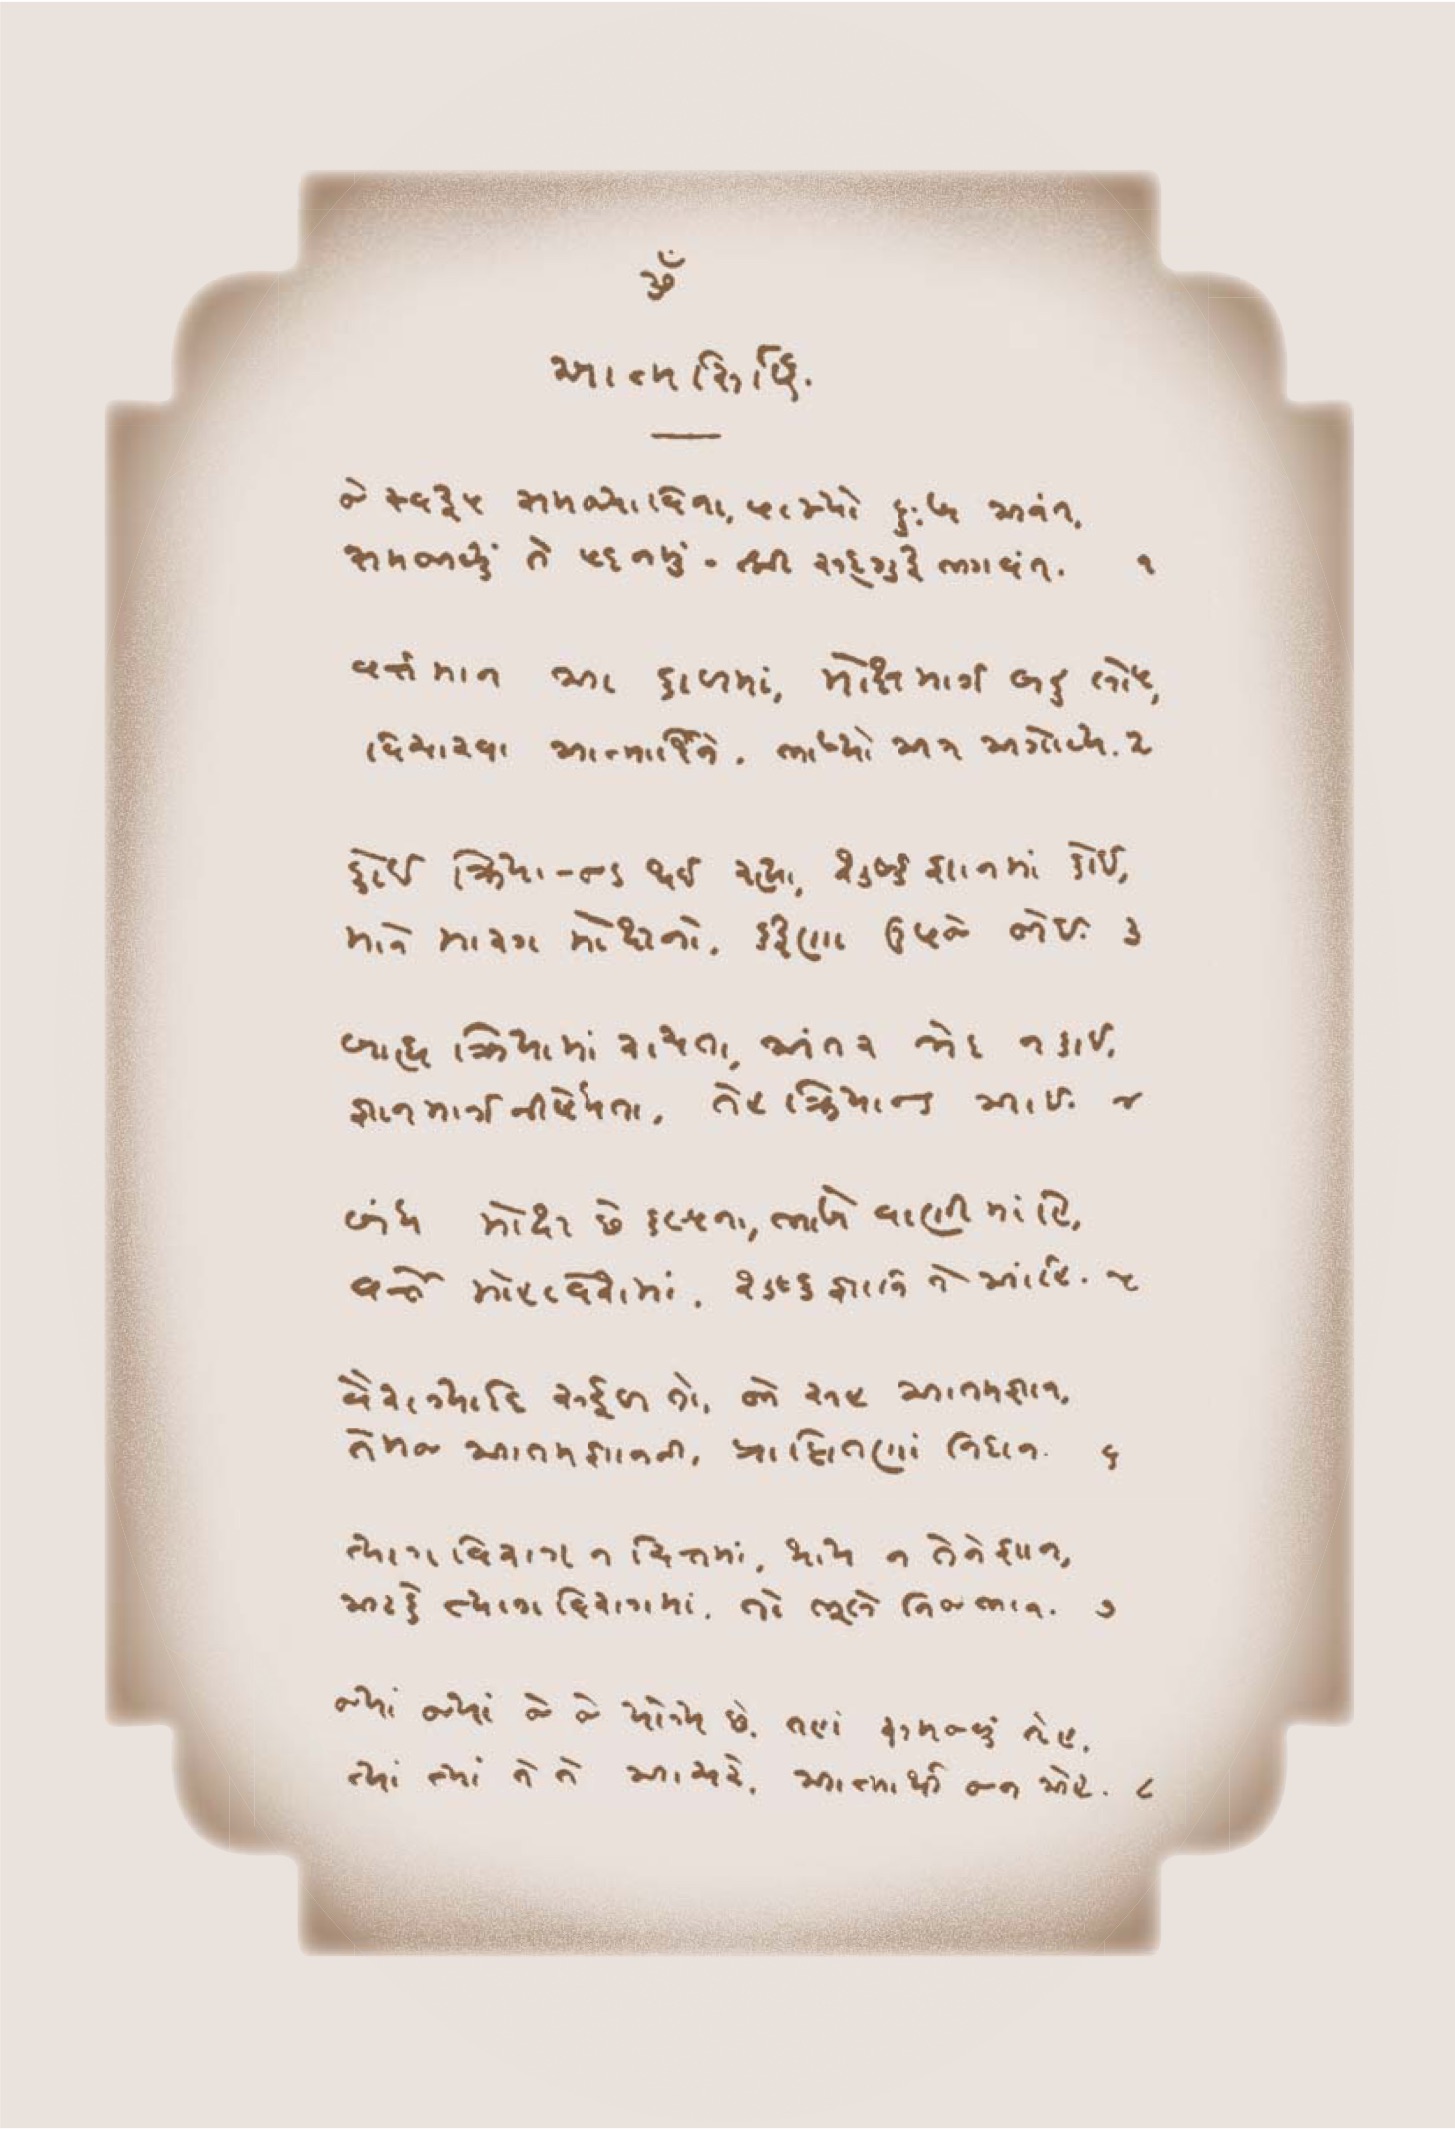 ॐ
આત્મસિદ્ધિ.
જે સ્વરૂપ સમજ્યાવિના, પામ્યો દુ:ખ અનંત,
સમજાવ્યું તે પદ નમું. શ્રી સદ્ગુરૂ ભગવંત. ૧
વર્ત્તમાન આ કાળમાં, મોક્ષમાર્ગ બહુ લોપ,
વિચારવા આત્માર્થિને. ભાખ્યો અત્ર અગોપ્ય. ૨
કોઈ ક્રિયા-જડ થઈ રહ્યા, શુષ્ક જ્ઞાનમાં કોઈ,
માને મારગ મોક્ષનો. કરૂણા ઉપજે જોઈ. ૩
બાહ્ય ક્રિયામાં રાચતા, અંતર ભેદ ન કાંઈ.
જ્ઞાનમાર્ગ નીષેધતા, તેહ ક્રિયાજડ આંઈ. ૪
બંધ મોક્ષ છે કલ્પના, ભાખે વાણી માંહિ,
વર્ત્તે મોહાવેશમાં. શુષ્કજ્ઞાનિ તે આંહિ. ૫
વૈરાગ્યાદિ સફળ તો, જો સહ આતમજ્ઞાન,
તેમજ આતમજ્ઞાનની, પ્રાપ્તિતણાં નિદાન. ૬
ત્યાગ વિરાગ ન ચિત્તમાં, થાય ન તેને જ્ઞાન,
અટકે ત્યાગ વિરાગમાં. તો ભૂલે નિજભાન. ૭
જ્યાં જ્યાં જે જે યોગ્ય છે. તહાં સમજવું તેહ,
ત્યાં ત્યાં તે તે આચરે, આત્માર્થી જન એહ. ૮